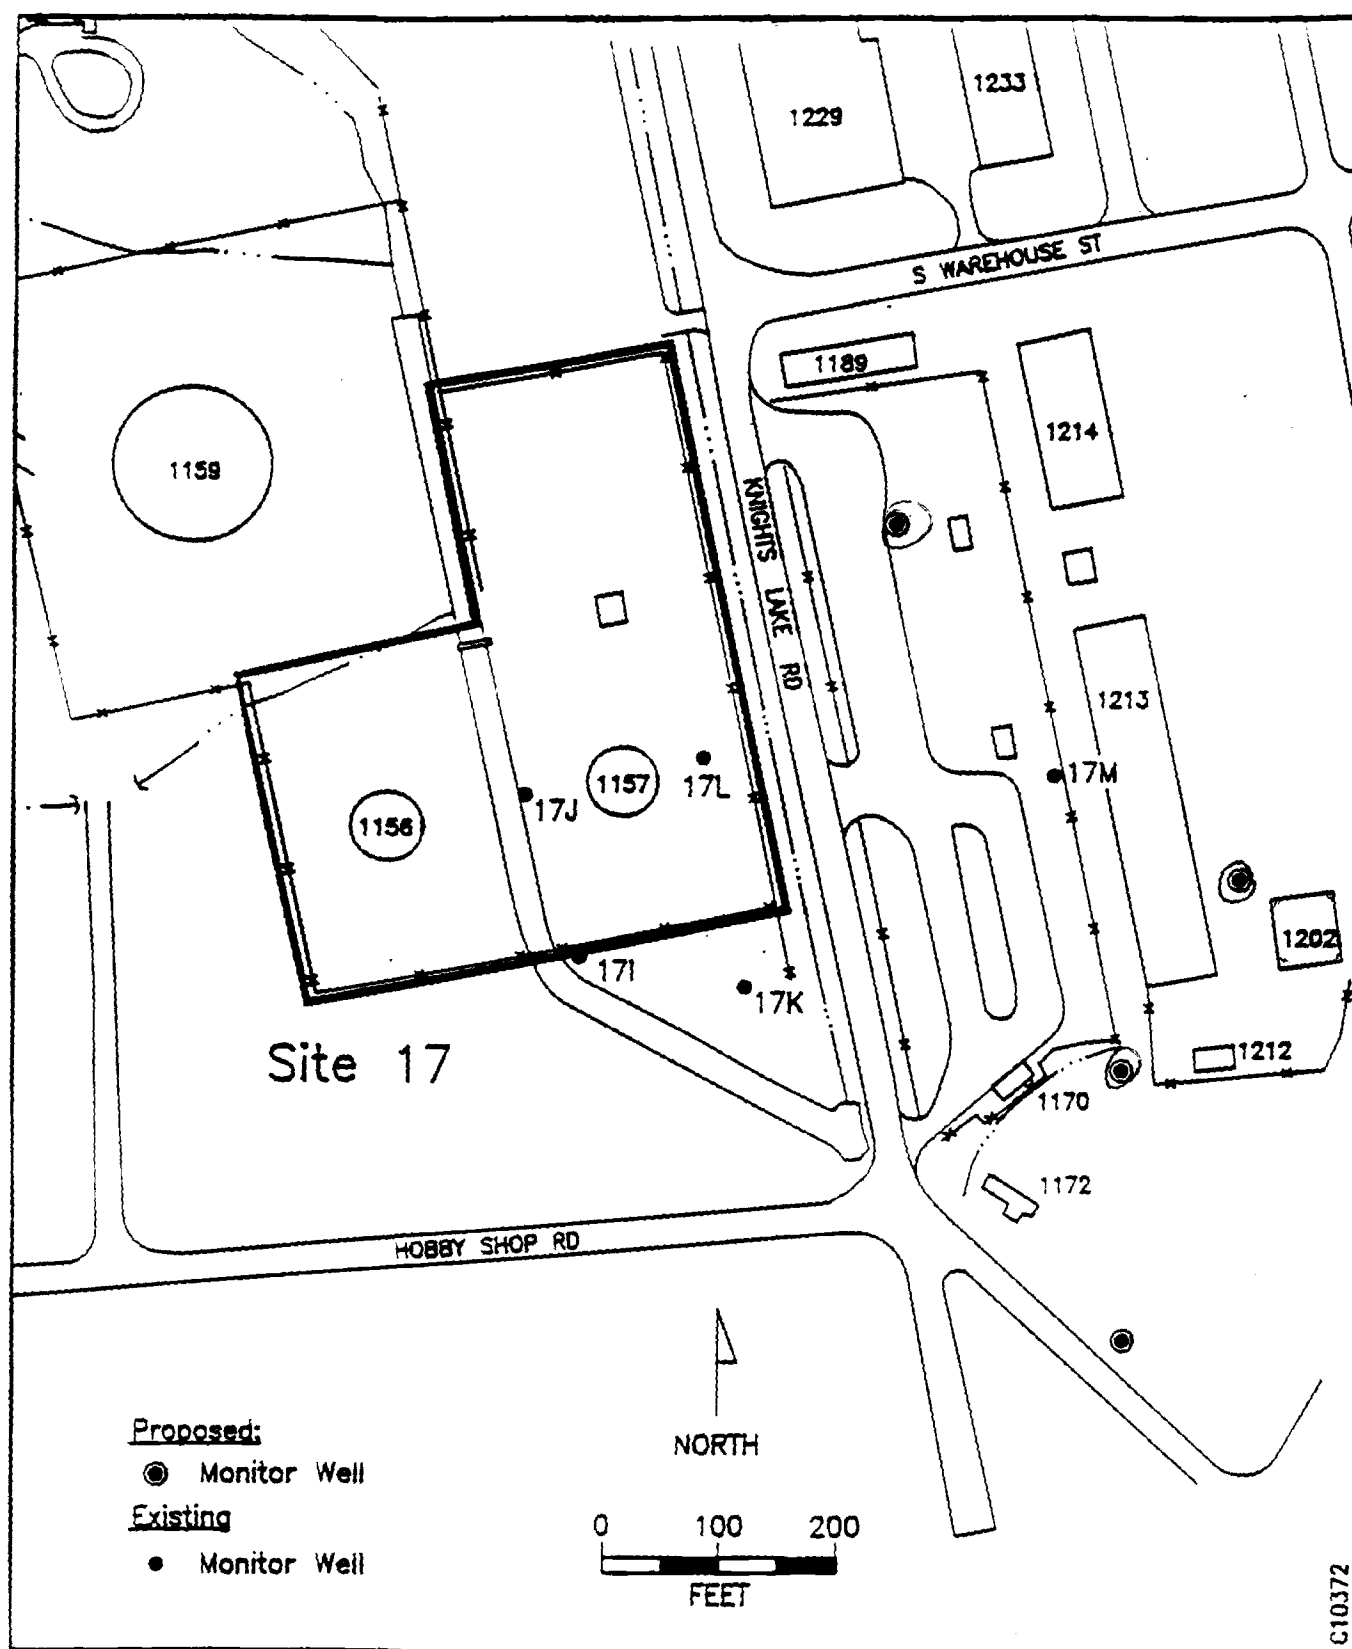 1233
1229
S WAREHOUSE ST
1189
1214
1159
KNIGHTS LAKE RD
1213
17M
1157
17L
17J
1156
1202
17I
17K
Site 17
1212
1170
1172
HOBBY SHOP RD
Proposed:
Monitor Well
Existing
Monitor Well
NORTH
0 100 200
FEET
C10372